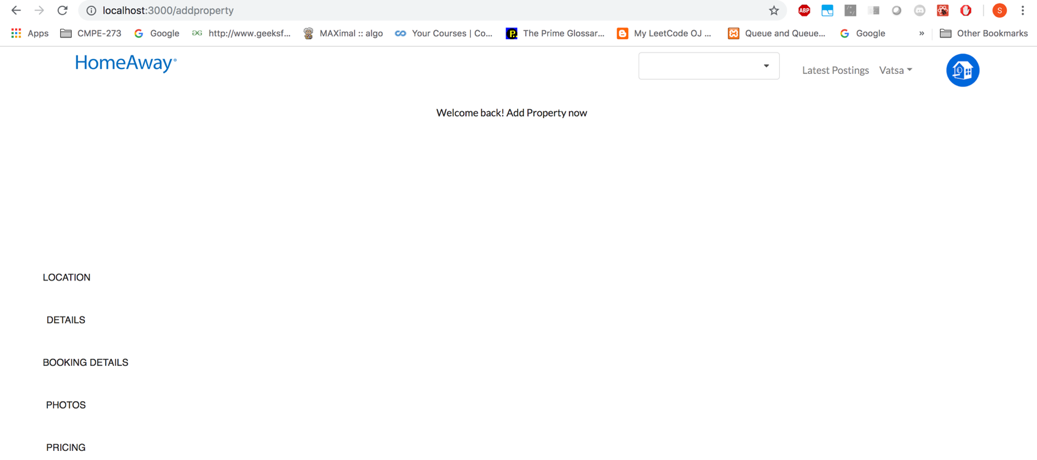 localhost:3000/addproperty
ABP
S
Apps CMPE-273 Google http://www.geeksf... MAXimal :: algo Your Courses | Co... The Prime Glossar... My LeetCode OJ ... Queue and Queue... Google » Other Bookmarks
HomeAway
Latest Postings Vatsa
Welcome back! Add Property now
LOCATION
DETAILS
BOOKING DETAILS
PHOTOS
PRICING